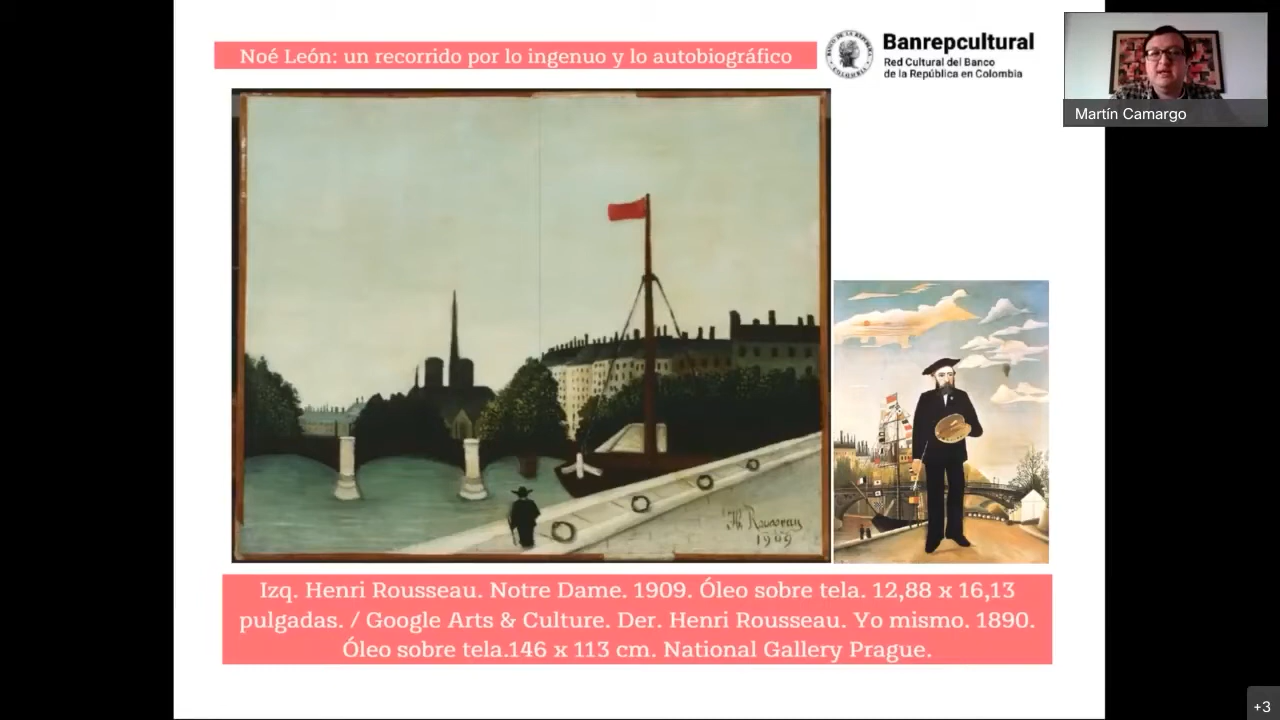 Noé León: un recorrido por lo ingenuo y lo autobiográfico
Banrepcultural
Red Cultural del Banco
de la República en Colombia
Martín Camargo
Rousseau
1909
Izq. Henri Rousseau. Notre Dame. 1909. Óleo sobre tela. 12,88 x 16,13
pulgadas. / Google Arts & Culture. Der. Henri Rousseau. Yo mismo. 1890.
Óleo sobre tela.146 x 113 cm. National Gallery Prague.
+3